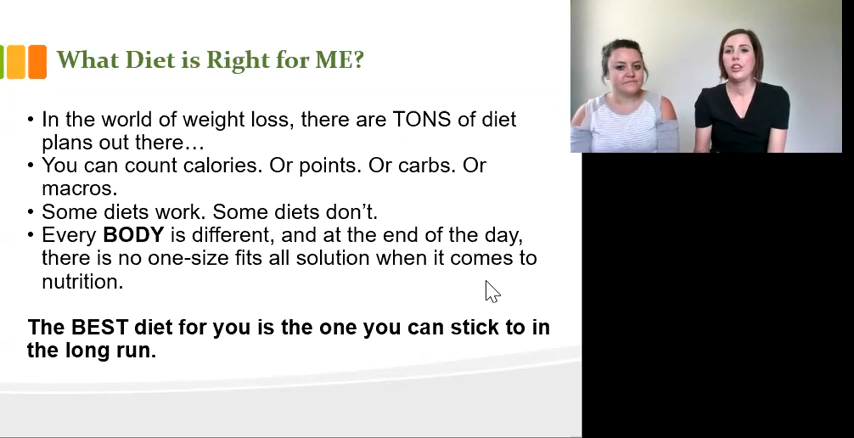 What Diet is Right for ME?
• In the world of weight loss, there are TONS of diet
plans out there…
• You can count calories. Or points. Or carbs. Or
macros.
• Some diets work. Some diets don’t.
• Every BODY is different, and at the end of the day,
there is no one-size fits all solution when it comes to
nutrition.
The BEST diet for you is the one you can stick to in
the long run.